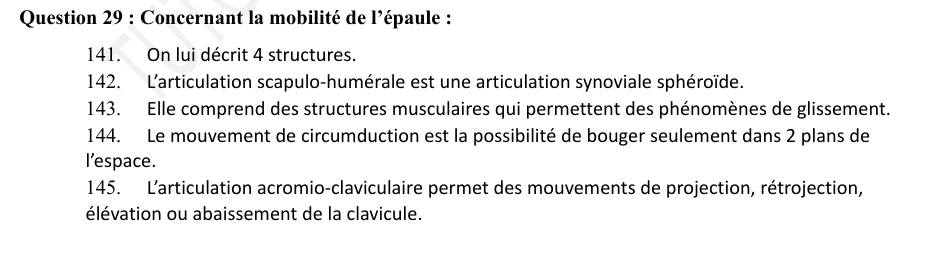 Question 29 : Concernant la mobilité de l’épaule :
141. On lui décrit 4 structures.
142. L’articulation scapulo-humérale est une articulation synoviale sphéroïde.
143. Elle comprend des structures musculaires qui permettent des phénomènes de glissement.
144. Le mouvement de circumduction est la possibilité de bouger seulement dans 2 plans de
l’espace.
145. L’articulation acromio-claviculaire permet des mouvements de projection, rétrojection,
élévation ou abaissement de la clavicule.